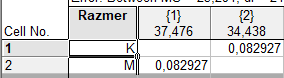 Cell No. Razmer {1} {2}
37,476 34,438
1 K 0,082927
2 M 0,082927